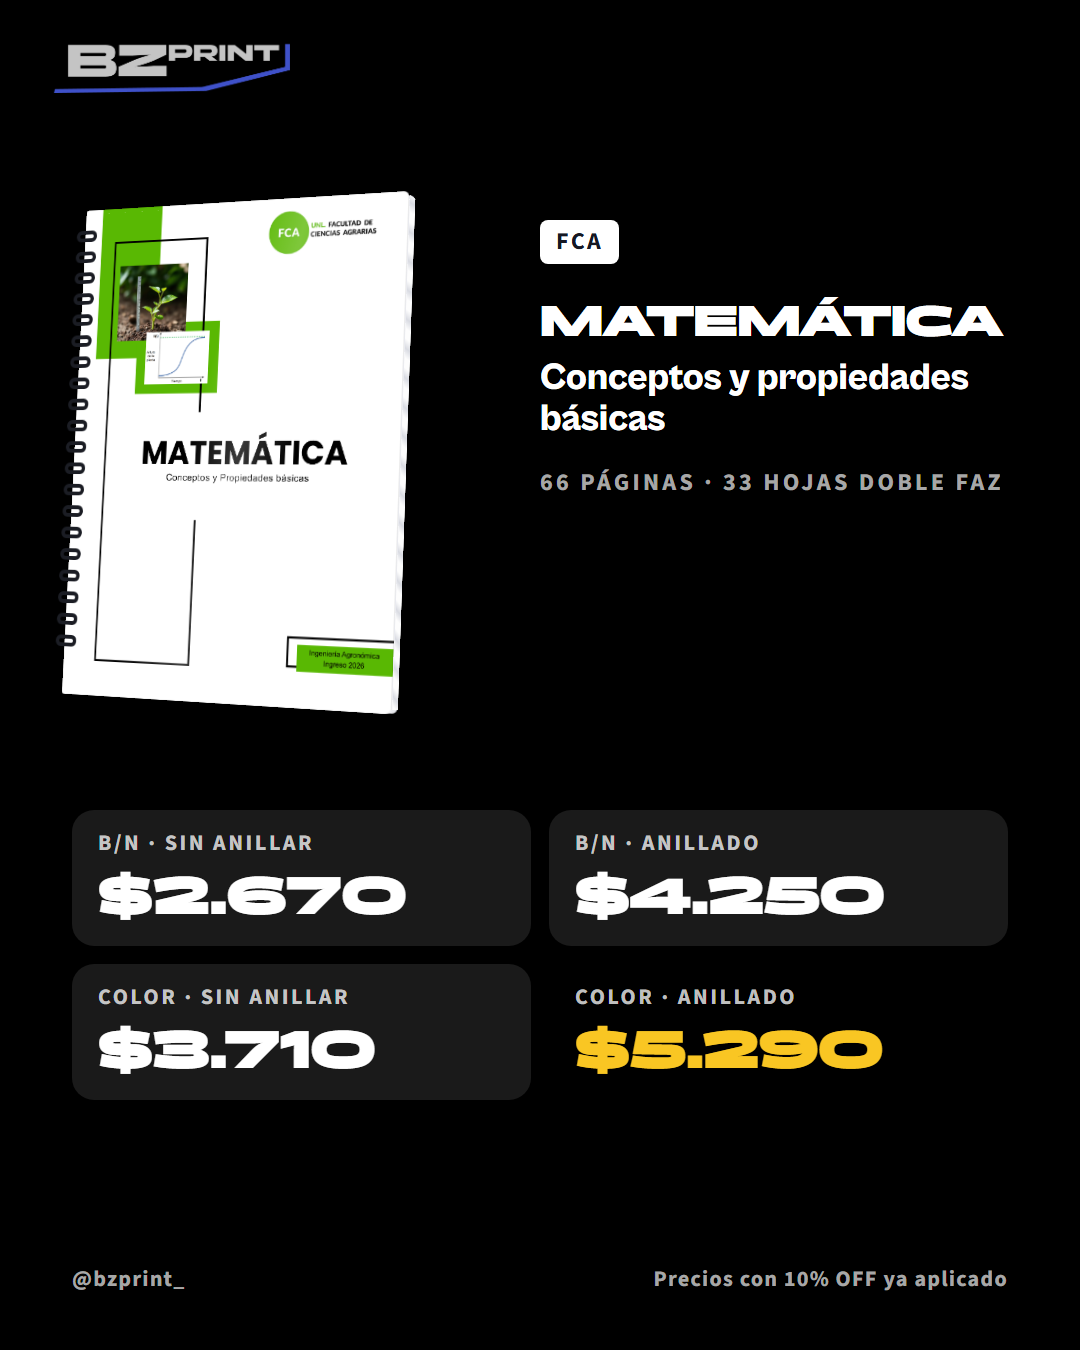 BZPRINT
FCA
UNL. FACULTAD DE
CIENCIAS AGRARIAS
MATEMÁTICA
Conceptos y Propiedades básicas
Ingeniería Agronómica
Ingreso 2026
FCA
MATEMÁTICA
Conceptos y propiedades
básicas
66 PÁGINAS · 33 HOJAS DOBLE FAZ
B/N · SIN ANILLAR
$2.670
B/N · ANILLADO
$4.250
COLOR · SIN ANILLAR
$3.710
COLOR · ANILLADO
$5.290
@bzprint_
Precios con 10% OFF ya aplicado